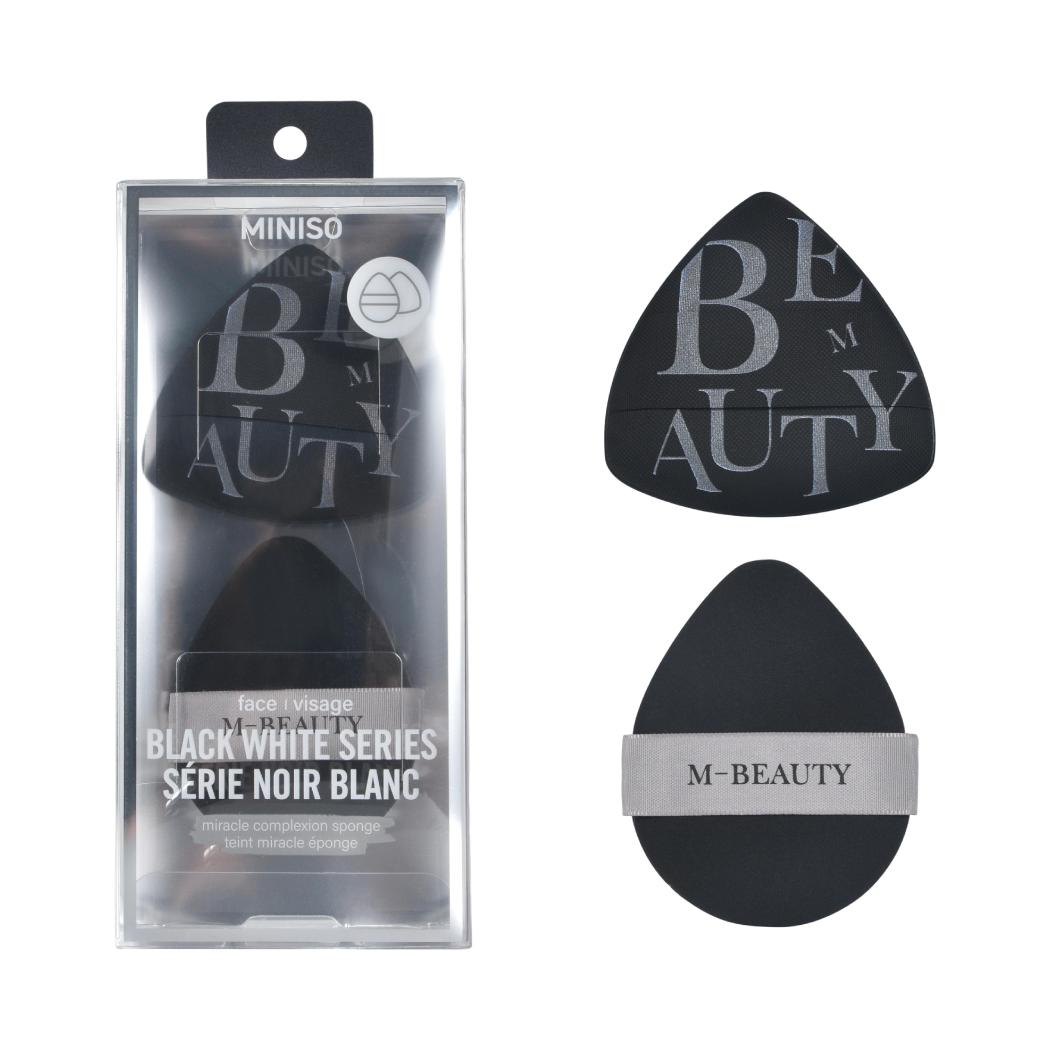 MINISO
BE
M
AUTY
M-BEAUTY
face | visage
BLACK WHITE SERIES
SÉRIE NOIR BLANC
miracle complexion sponge
teint miracle éponge
BE
M
AUTY
M-BEAUTY